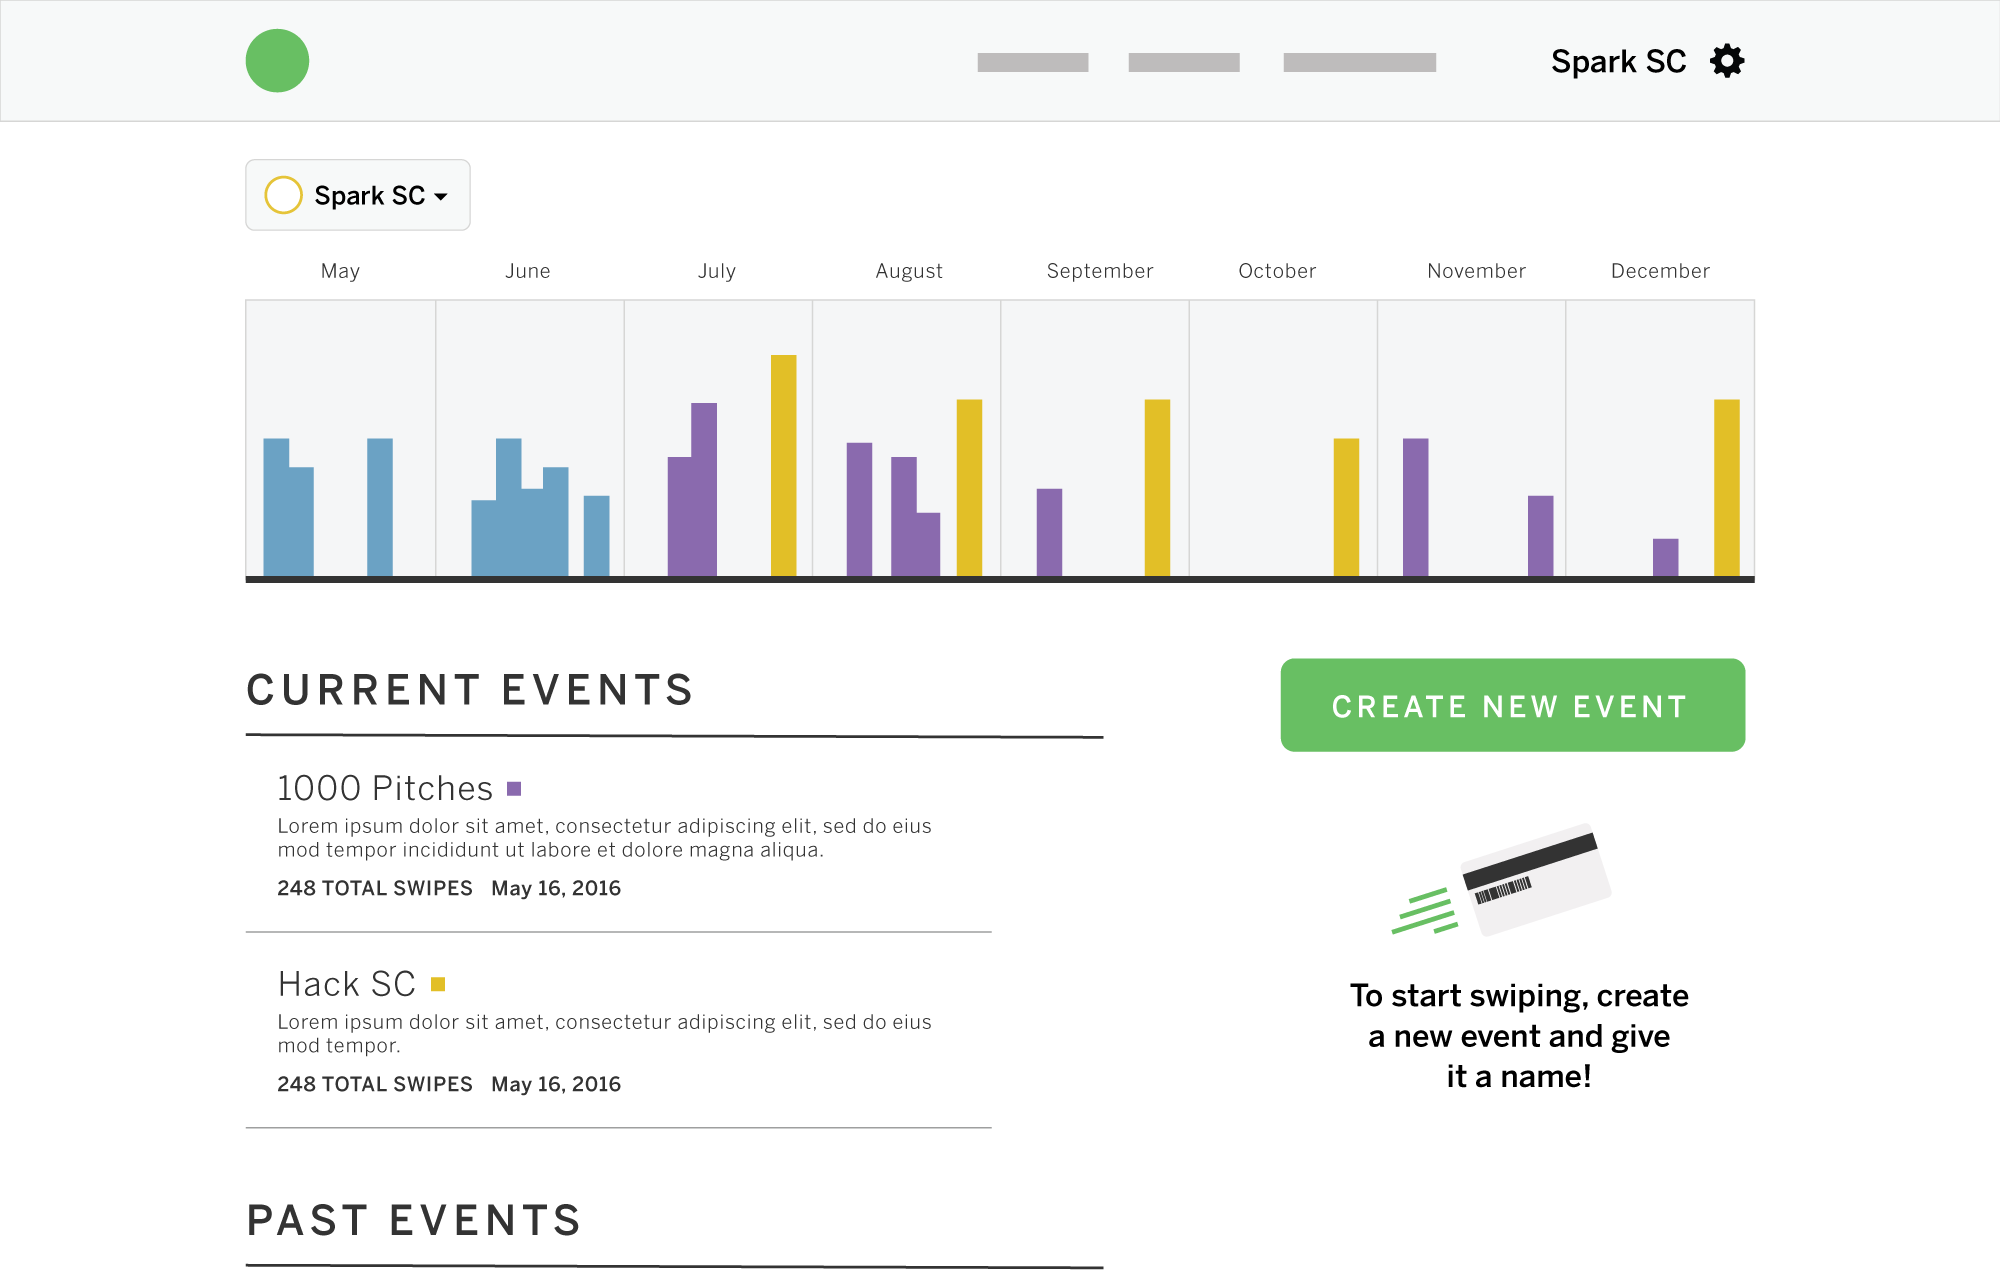 Spark SC
Spark SC
May June July August September October November December
CURRENT EVENTS
CREATE NEW EVENT
1000 Pitches
Lorem ipsum dolor sit amet, consectetur adipiscing elit, sed do eius
mod tempor incididunt ut labore et dolore magna aliqua.
248 TOTAL SWIPES May 16, 2016
Hack SC
Lorem ipsum dolor sit amet, consectetur adipiscing elit, sed do eius
mod tempor.
248 TOTAL SWIPES May 16, 2016
To start swiping, create
a new event and give
it a name!
PAST EVENTS